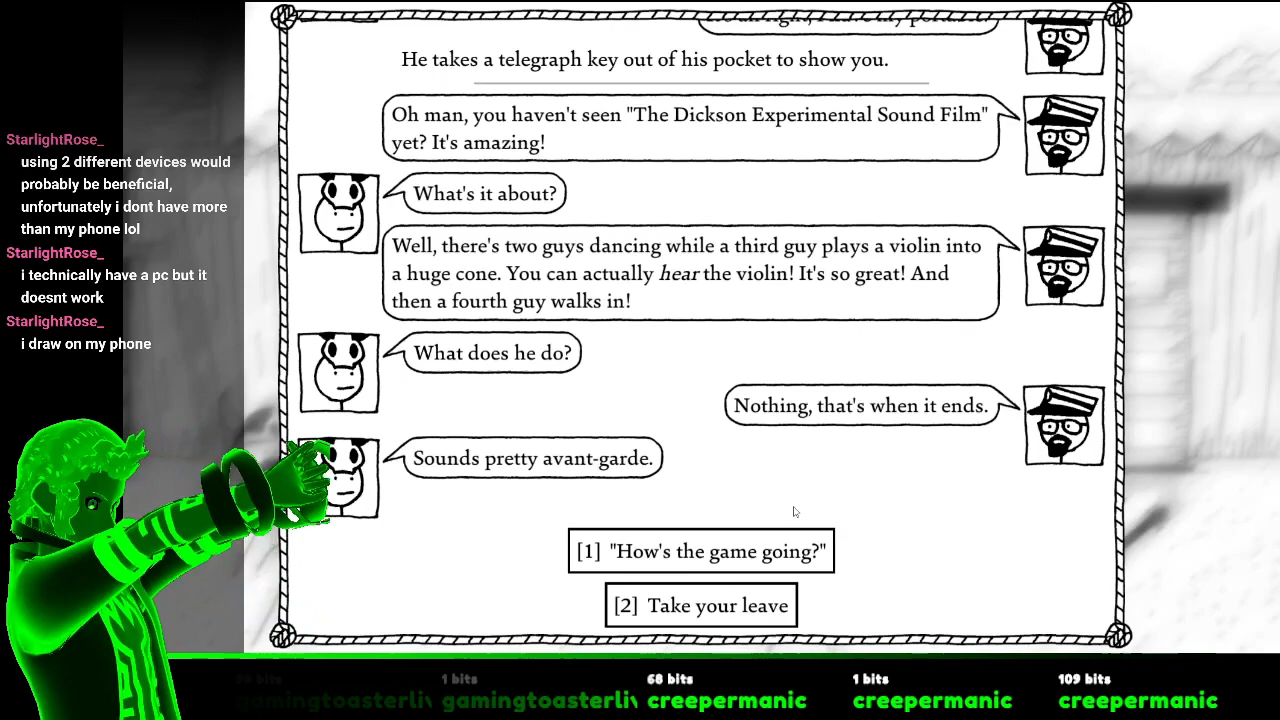 He takes a telegraph key out of his pocket to show you.
Oh man, you haven't seen "The Dickson Experimental Sound Film"
yet? It's amazing!
What's it about?
Well, there's two guys dancing while a third guy plays a violin into
a huge cone. You can actually hear the violin! It's so great! And
then a fourth guy walks in!
What does he do?
Nothing, that's when it ends.
Sounds pretty avant-garde.
[1] "How's the game going?"
[2] Take your leave
StarlightRose_
using 2 different devices would
probably be beneficial,
unfortunately i dont have more
than my phone lol
StarlightRose_
i technically have a pc but it
doesnt work
StarlightRose_
i draw on my phone
bits
1 bits
68 bits
1 bits
109 bits
gamingtoasterliv
gamingtoasterliv
creepermanic
creepermanic
creepermanic